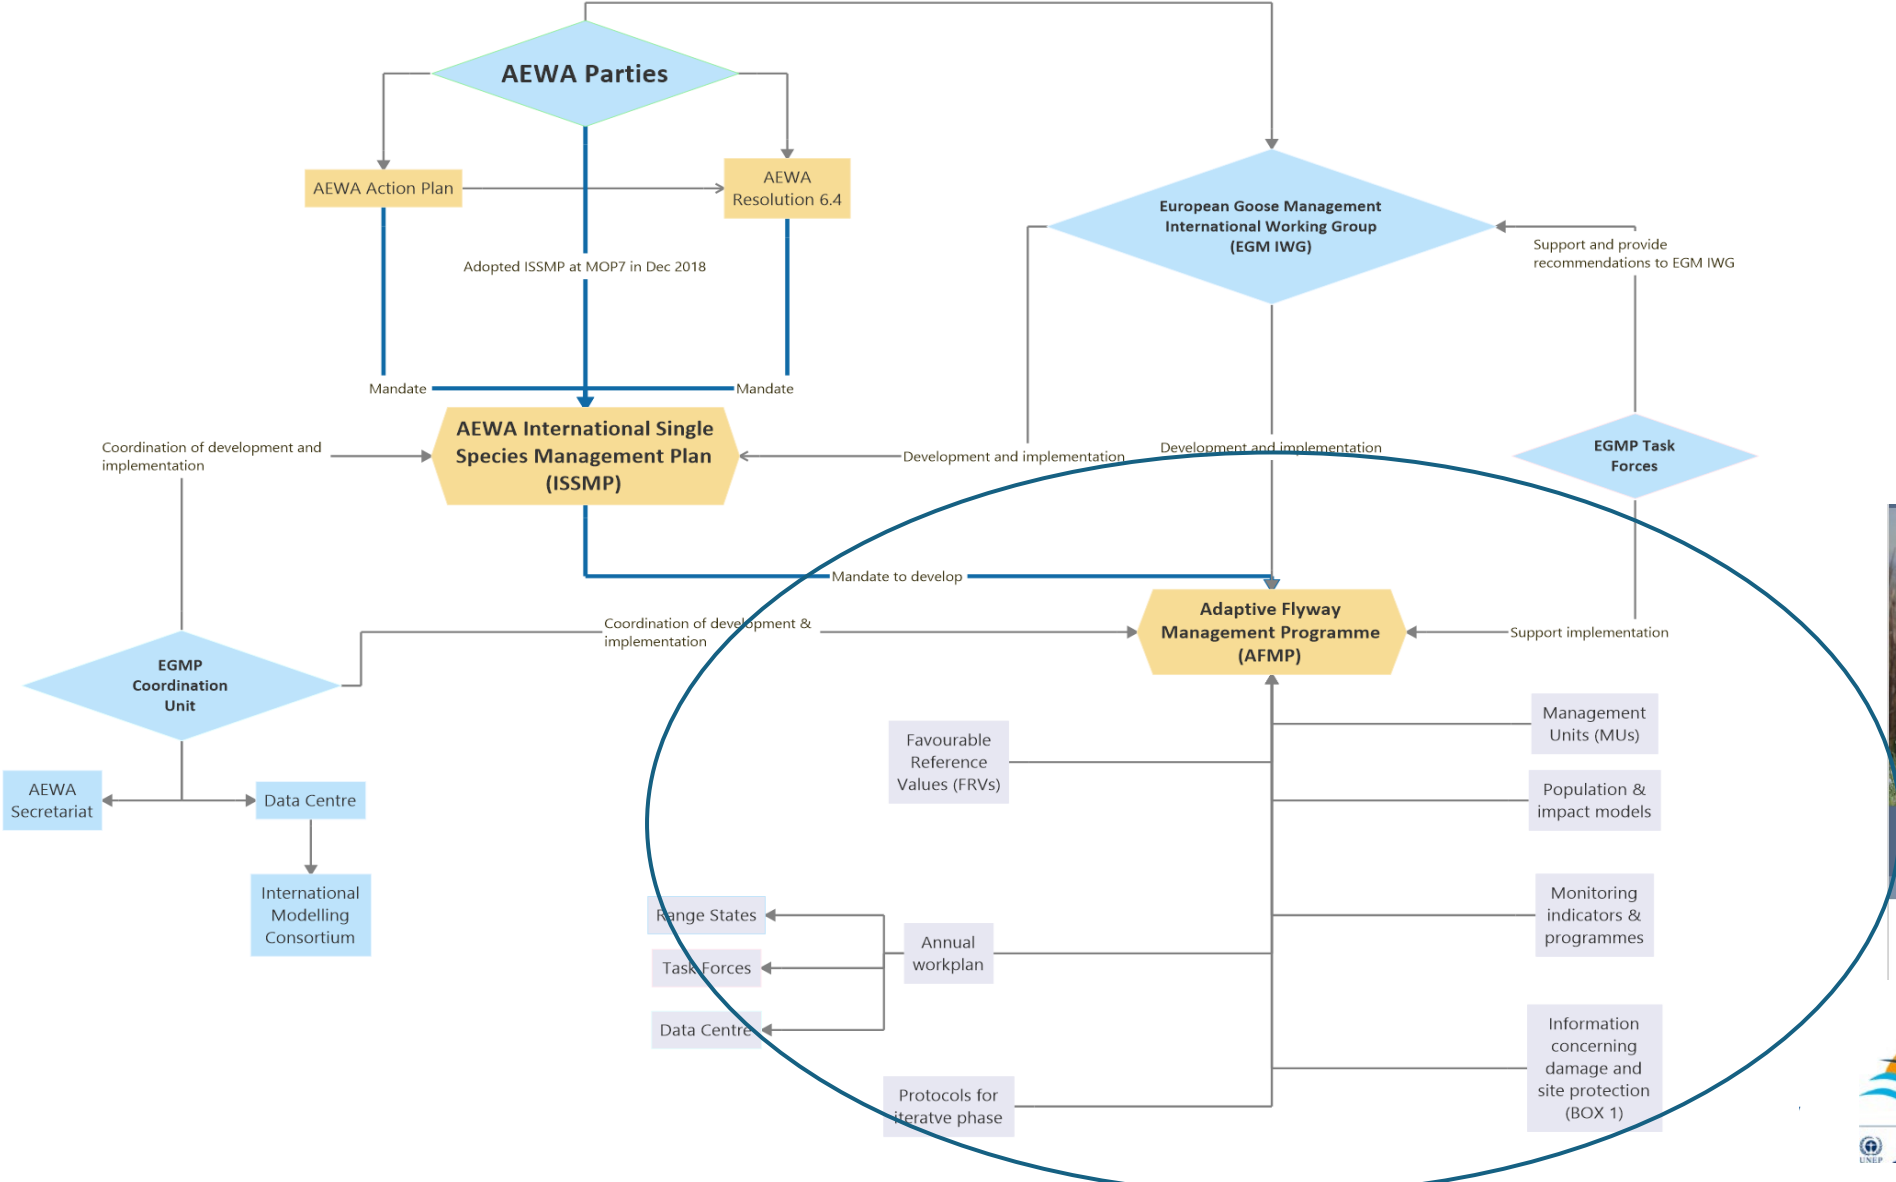 AEWA Parties
AEWA Action Plan
AEWA
Resolution 6.4
Adopted ISSMP at MOP7 in Dec 2018
European Goose Management
International Working Group
(EGM IWG)
Support and provide
recommendations to EGM IWG
Mandate
Mandate
AEWA International Single
Species Management Plan
(ISSMP)
Coordination of development and
implementation
Development and implementation
Development and implementation
EGMP Task
Forces
Mandate to develop
Coordination of development &
implementation
Adaptive Flyway
Management Programme
(AFMP)
Support implementation
EGMP
Coordination
Unit
AEWA
Secretariat
Data Centre
International
Modelling
Consortium
Favourable
Reference
Values (FRVs)
Management
Units (MUs)
Population &
impact models
Monitoring
indicators &
programmes
Range States
Task Forces
Data Centre
Annual
workplan
Protocols for
iteratve phase
Information
concerning
damage and
site protection
(BOX 1)
UNEP